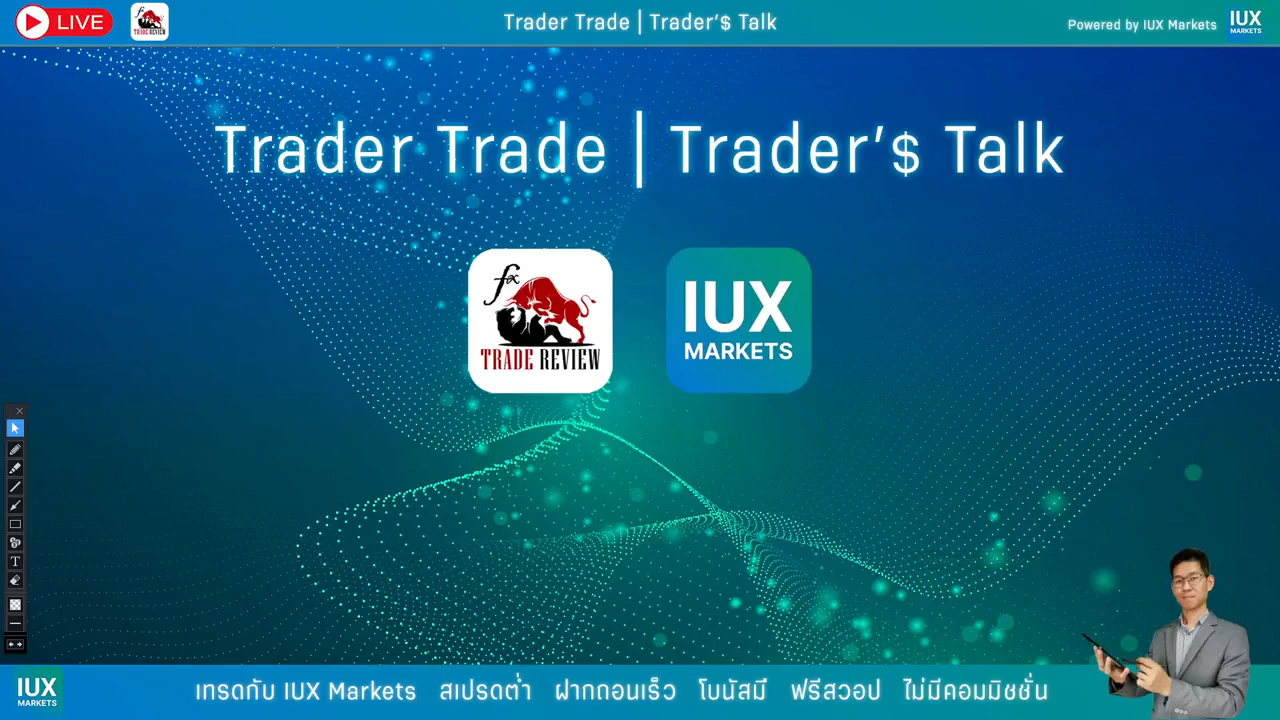 LIVE
TRADE REVIEW
Trader Trade | Trader’$ Talk
Powered by IUX Markets
IUX
MARKETS
Trader Trade | Trader’$ Talk
fx
TRADE REVIEW
IUX
MARKETS
T
IUX
MARKETS
เทรดกับ IUX Markets สเปรดต่ำ ฝากถอนเร็ว โบนัสมี ฟรีสวอป ไม่มีคอมมิชชั่น